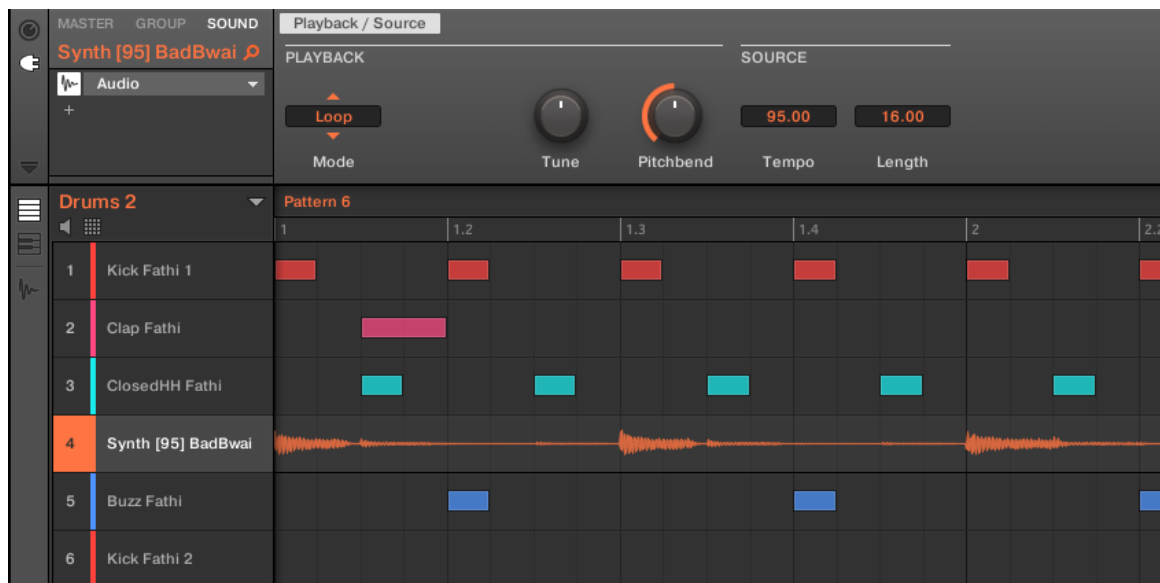 MASTER GROUP SOUND
Synth [95] BadBwai
Audio
+
Playback / Source
PLAYBACK
SOURCE
Loop
95.00
16.00
Mode
Tune
Pitchbend
Tempo
Length
Drums 2
Pattern 6
1 1.2 1.3 1.4 2 2.2
1 Kick Fathi 1
2 Clap Fathi
3 ClosedHH Fathi
4 Synth [95] BadBwai
5 Buzz Fathi
6 Kick Fathi 2